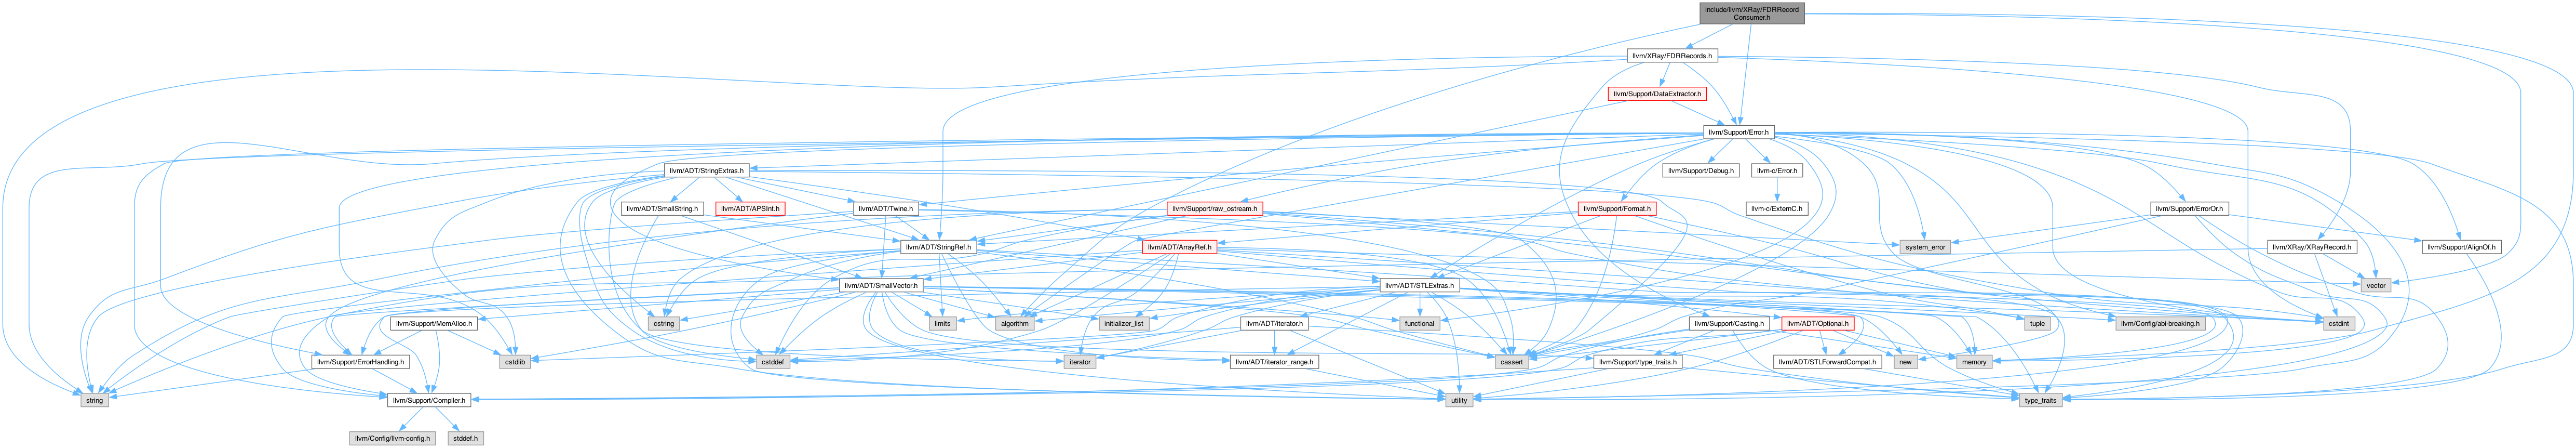 include/llvm/XRay/FDRRecord
Consumer.h
llvm/XRay/FDRRecords.h
llvm/Support/DataExtractor.h
llvm/Support/Error.h
llvm/ADT/StringExtras.h
llvm/Support/Debug.h
llvm-c/Error.h
llvm/ADT/SmallString.h
llvm/ADT/APSInt.h
llvm/ADT/Twine.h
llvm/Support/raw_ostream.h
llvm/Support/Format.h
llvm-c/ExternC.h
llvm/Support/ErrorOr.h
llvm/ADT/StringRef.h
llvm/ADT/ArrayRef.h
system_error
llvm/XRay/XRayRecord.h
llvm/Support/AlignOf.h
llvm/ADT/SmallVector.h
llvm/ADT/STLExtras.h
vector
llvm/Support/MemAlloc.h
cstring
limits
algorithm
initializer_list
functional
llvm/ADT/iterator.h
llvm/Support/Casting.h
llvm/ADT/Optional.h
tuple
llvm/Config/abi-breaking.h
cstdint
llvm/Support/ErrorHandling.h
cstdlib
cstddef
iterator
llvm/ADT/iterator_range.h
cassert
llvm/Support/type_traits.h
llvm/ADT/STLForwardCompat.h
new
memory
string
llvm/Support/Compiler.h
utility
type_traits
llvm/Config/llvm-config.h
stddef.h